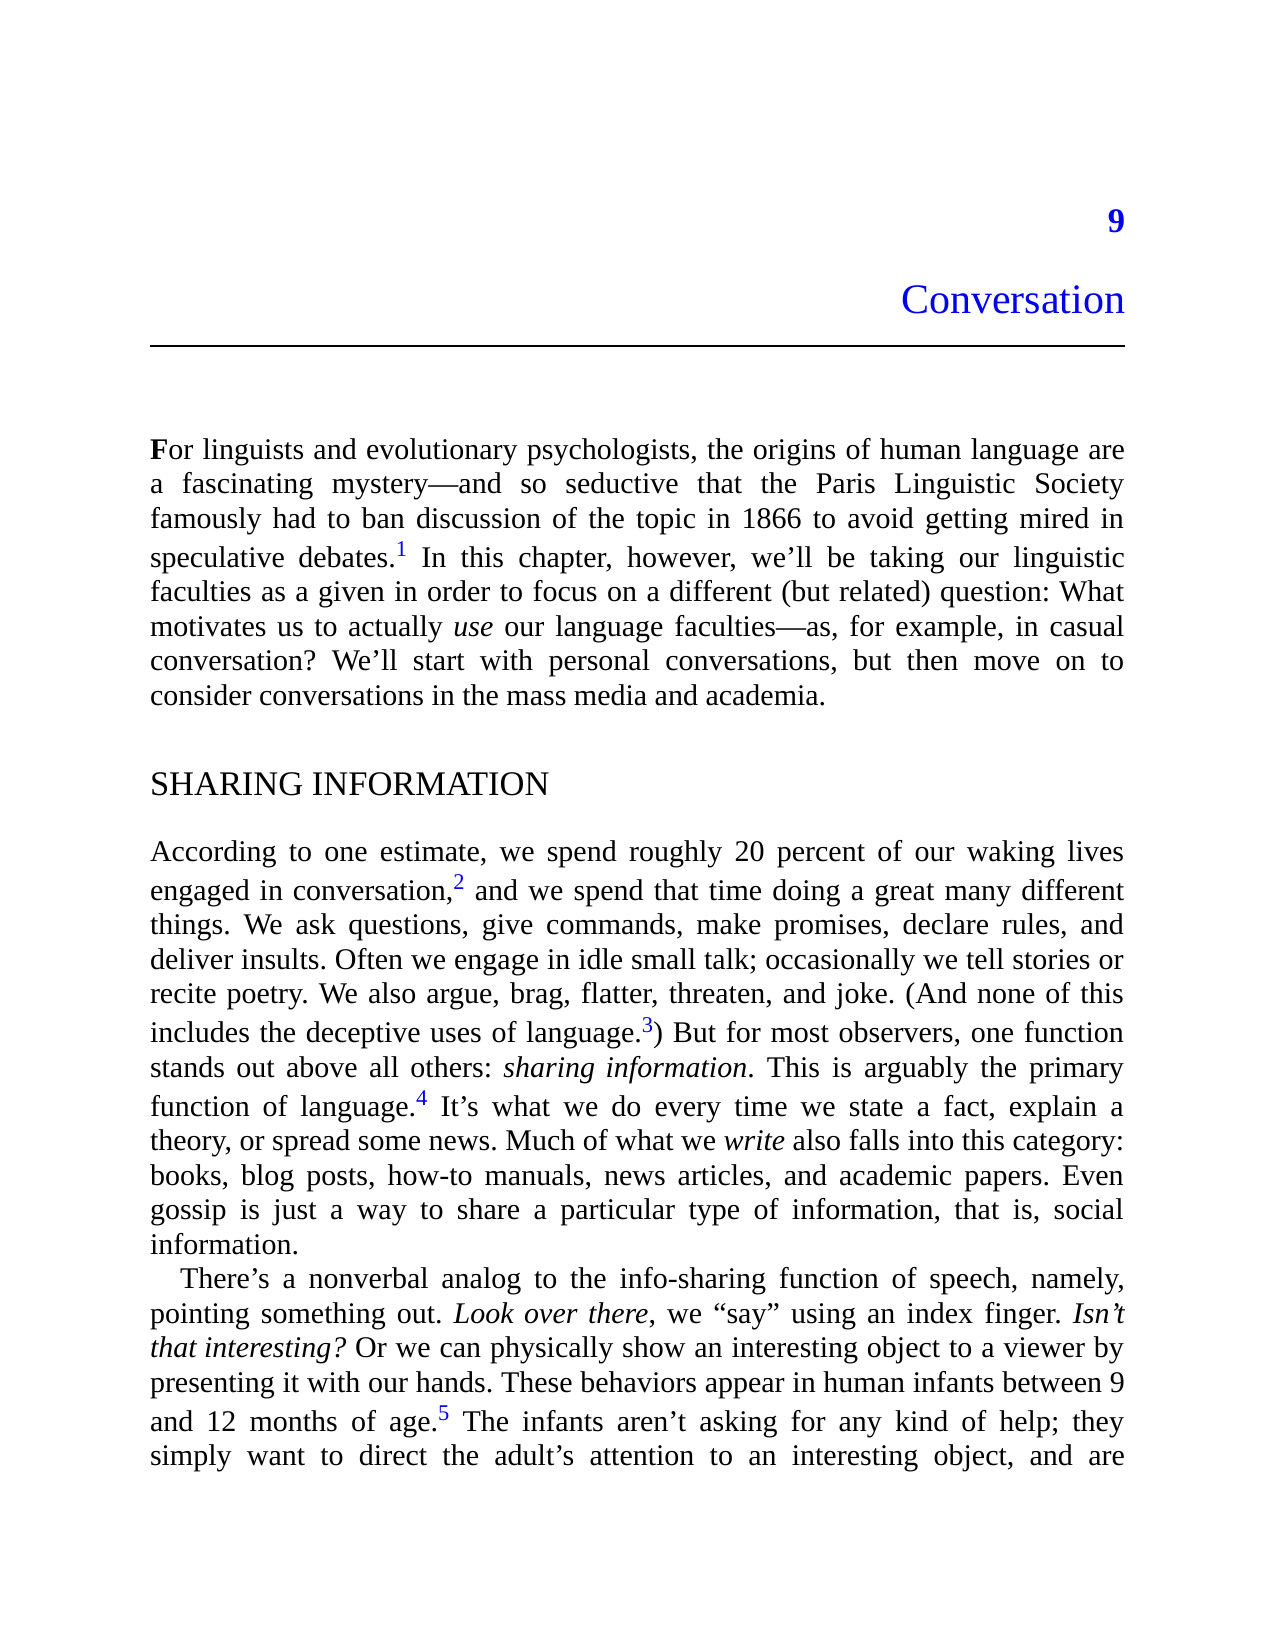 9
Conversation
For linguists and evolutionary psychologists, the origins of human language are
a fascinating mystery—and so seductive that the Paris Linguistic Society
famously had to ban discussion of the topic in 1866 to avoid getting mired in
speculative debates.1 In this chapter, however, we’ll be taking our linguistic
faculties as a given in order to focus on a different (but related) question: What
motivates us to actually use our language faculties—as, for example, in casual
conversation? We’ll start with personal conversations, but then move on to
consider conversations in the mass media and academia.
SHARING INFORMATION
According to one estimate, we spend roughly 20 percent of our waking lives
engaged in conversation,2 and we spend that time doing a great many different
things. We ask questions, give commands, make promises, declare rules, and
deliver insults. Often we engage in idle small talk; occasionally we tell stories or
recite poetry. We also argue, brag, flatter, threaten, and joke. (And none of this
includes the deceptive uses of language.3) But for most observers, one function
stands out above all others: sharing information. This is arguably the primary
function of language.4 It’s what we do every time we state a fact, explain a
theory, or spread some news. Much of what we write also falls into this category:
books, blog posts, how-to manuals, news articles, and academic papers. Even
gossip is just a way to share a particular type of information, that is, social
information.
There’s a nonverbal analog to the info-sharing function of speech, namely,
pointing something out. Look over there, we “say” using an index finger. Isn’t
that interesting? Or we can physically show an interesting object to a viewer by
presenting it with our hands. These behaviors appear in human infants between 9
and 12 months of age.5 The infants aren’t asking for any kind of help; they
simply want to direct the adult’s attention to an interesting object, and are